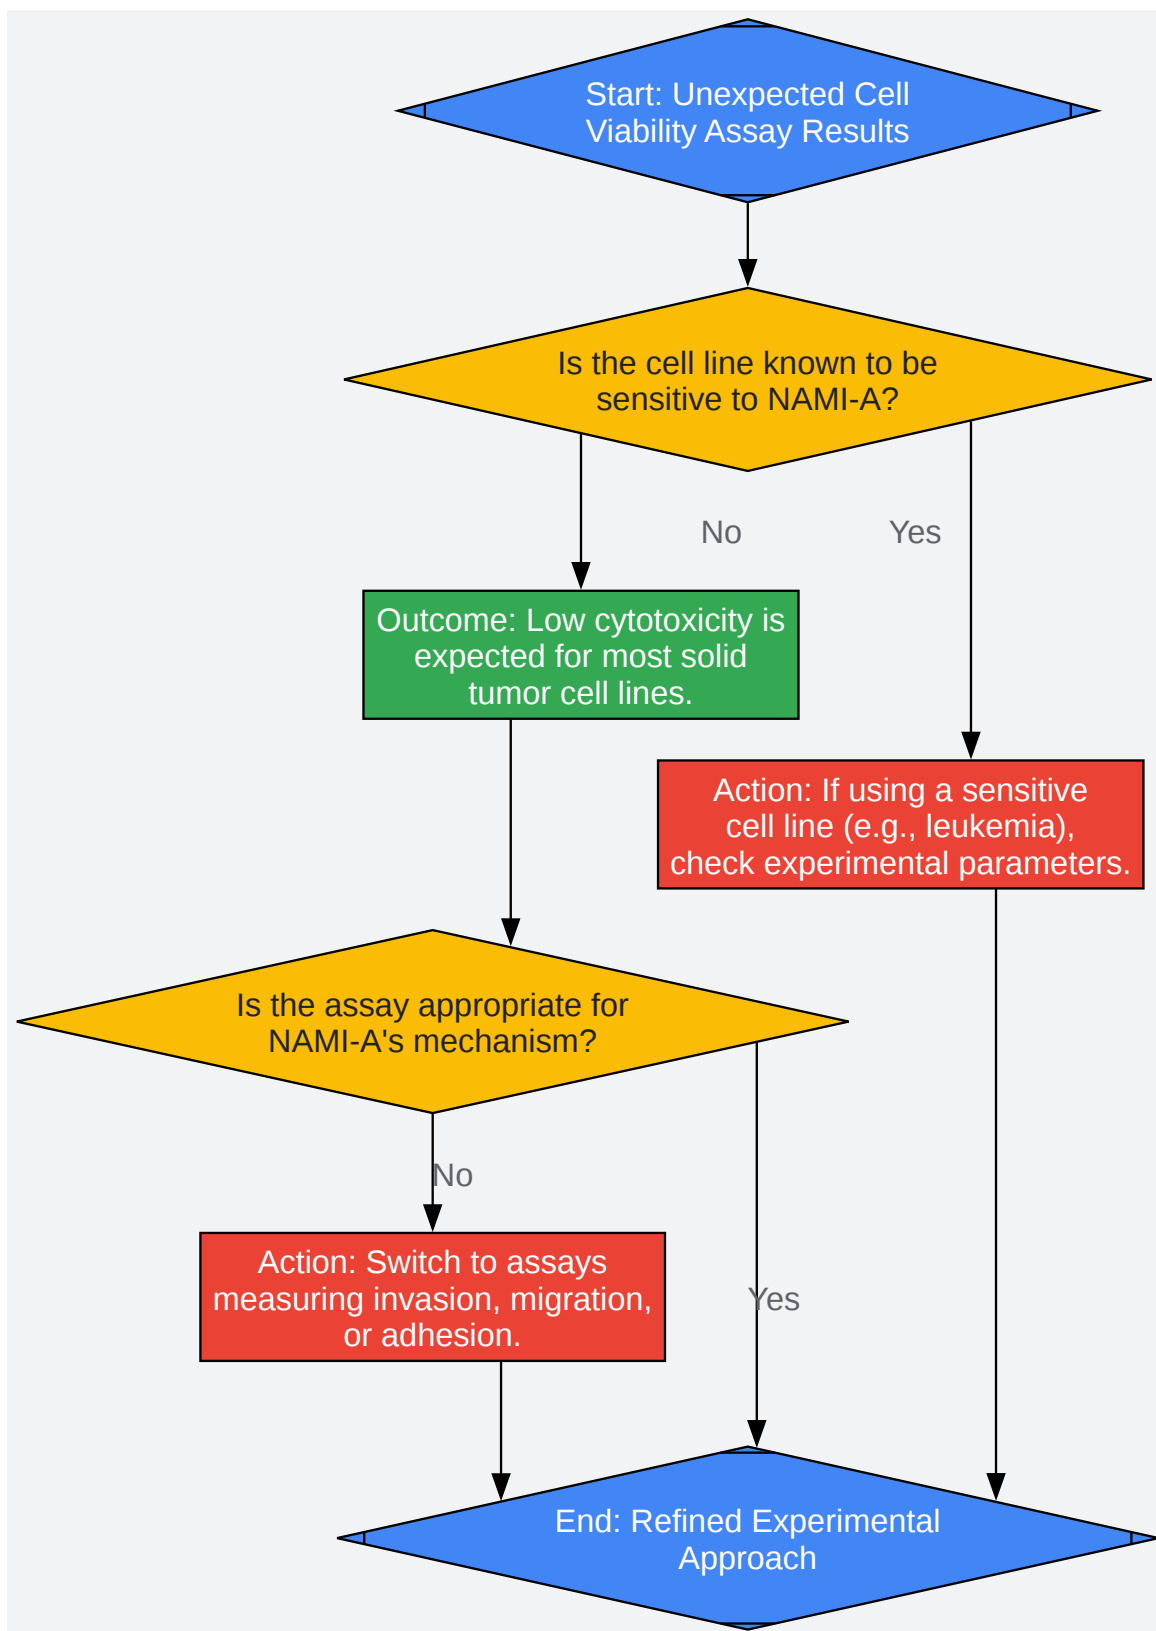 Start: Unexpected Cell
Viability Assay Results
Is the cell line known to be
sensitive to NAMI-A?
No
Yes
Outcome: Low cytotoxicity is
expected for most solid
tumor cell lines.
Action: If using a sensitive
cell line (e.g., leukemia),
check experimental parameters.
Is the assay appropriate for
NAMI-A's mechanism?
No
Action: Switch to assays
measuring invasion, migration,
or adhesion.
Yes
End: Refined Experimental
Approach